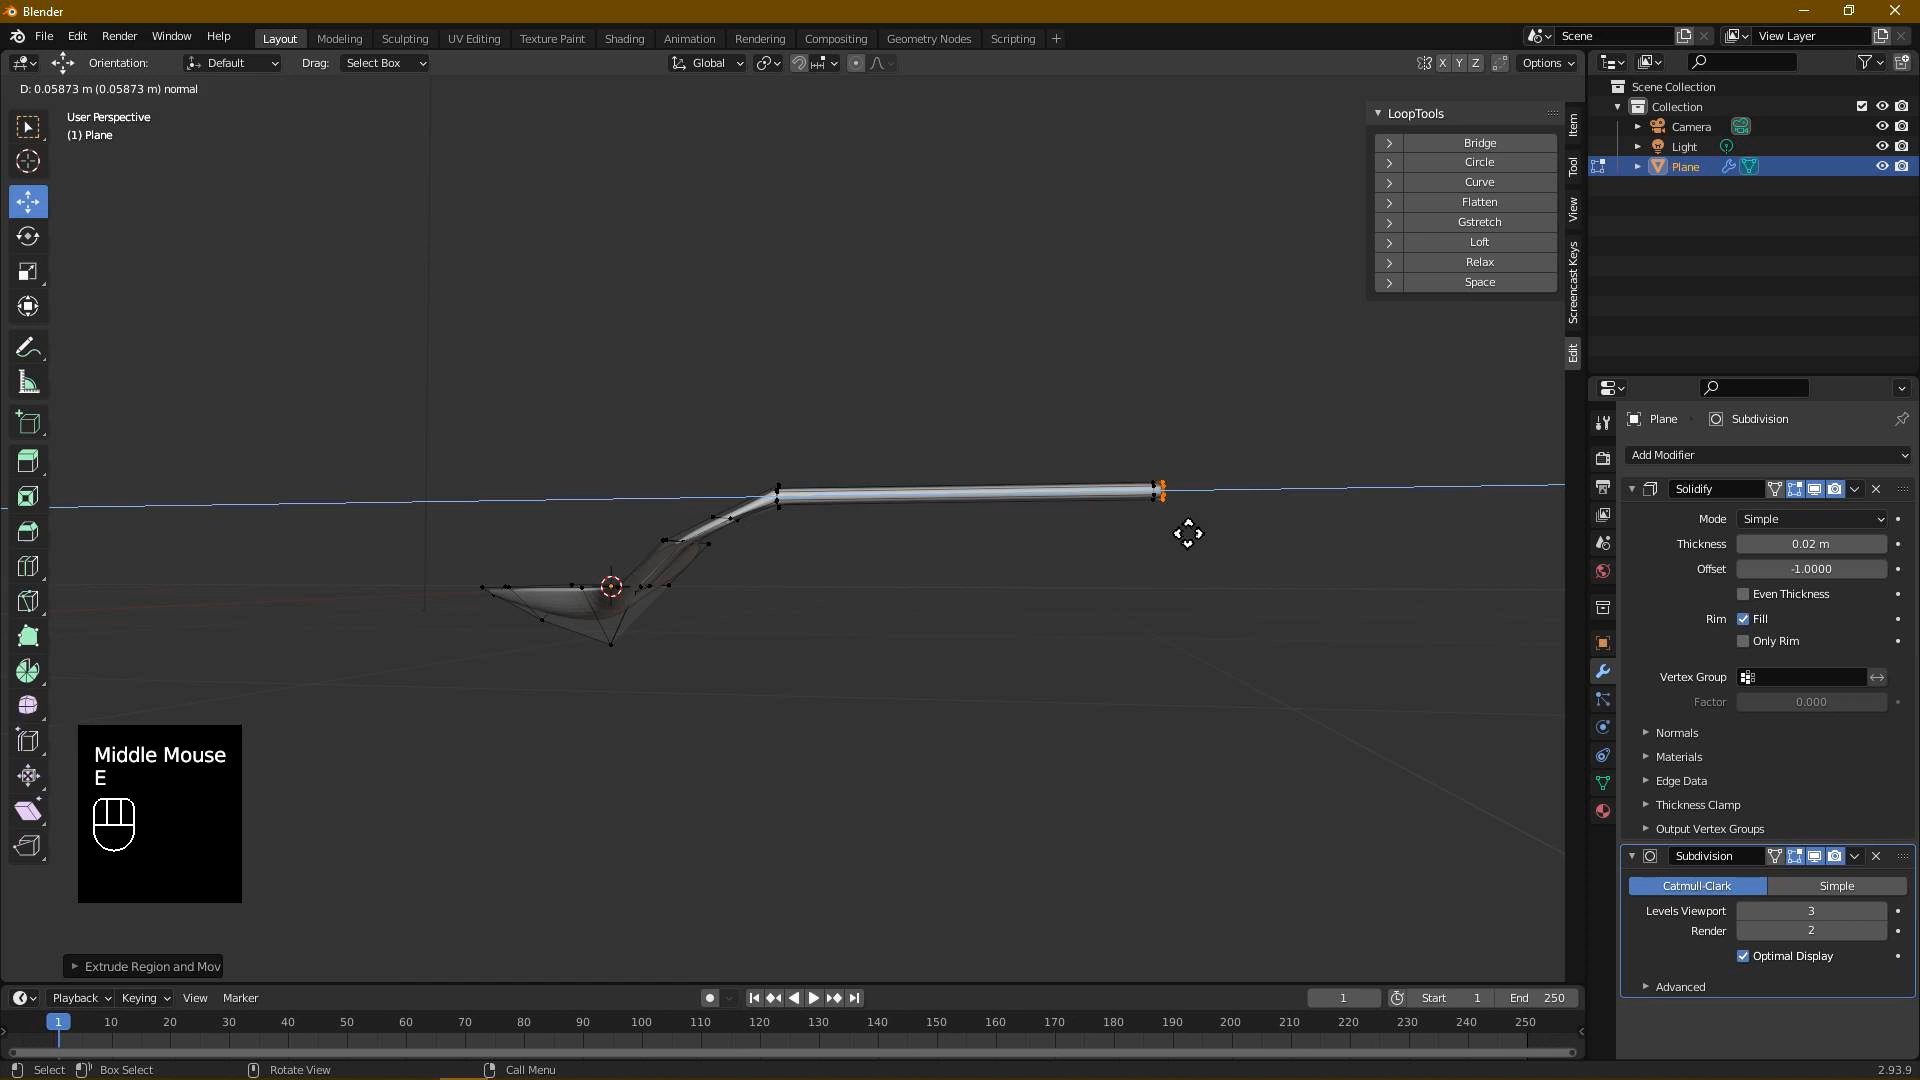 Blender
File Edit Render Window Help
Layout Modeling Sculpting UV Editing Texture Paint Shading Animation Rendering Compositing Geometry Nodes Scripting
Scene
View Layer
Orientation: Default Drag: Select Box
Global
X Y Z
Options
D: 0.05873 m (0.05873 m) normal
User Perspective
(1) Plane
LoopTools
Bridge
Circle
Curve
Flatten
Gstretch
Loft
Relax
Space
Item
Tool
View
Screencast Keys
Edit
Scene Collection
Collection
Camera
Light
Plane
Plane Subdivision
Add Modifier
Solidify
Mode Simple
Thickness 0.02 m
Offset -1.0000
Even Thickness
Rim Fill
Only Rim
Vertex Group
Factor 0.000
Normals
Materials
Edge Data
Thickness Clamp
Output Vertex Groups
Subdivision
Catmull-Clark Simple
Levels Viewport 3
Render 2
Optimal Display
Advanced
Middle Mouse
E
Extrude Region and Mov
Playback Keying View Marker
1 Start 1 End 250
1 10 20 30 40 50 60 70 80 90 100 110 120 130 140 150 160 170 180 190 200 210 220 230 240 250
Select Box Select Rotate View Call Menu
2.93.9